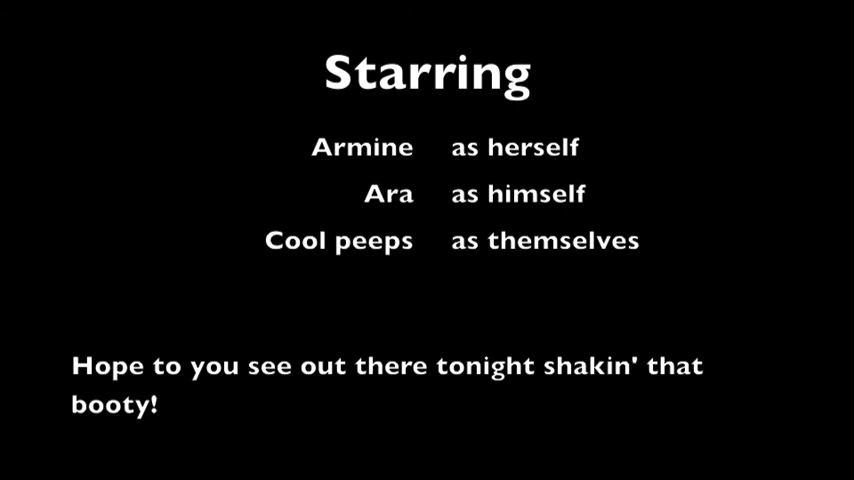 Starring
Armine as herself
Ara as himself
Cool peeps as themselves
Hope to you see out there tonight shakin' that
booty!